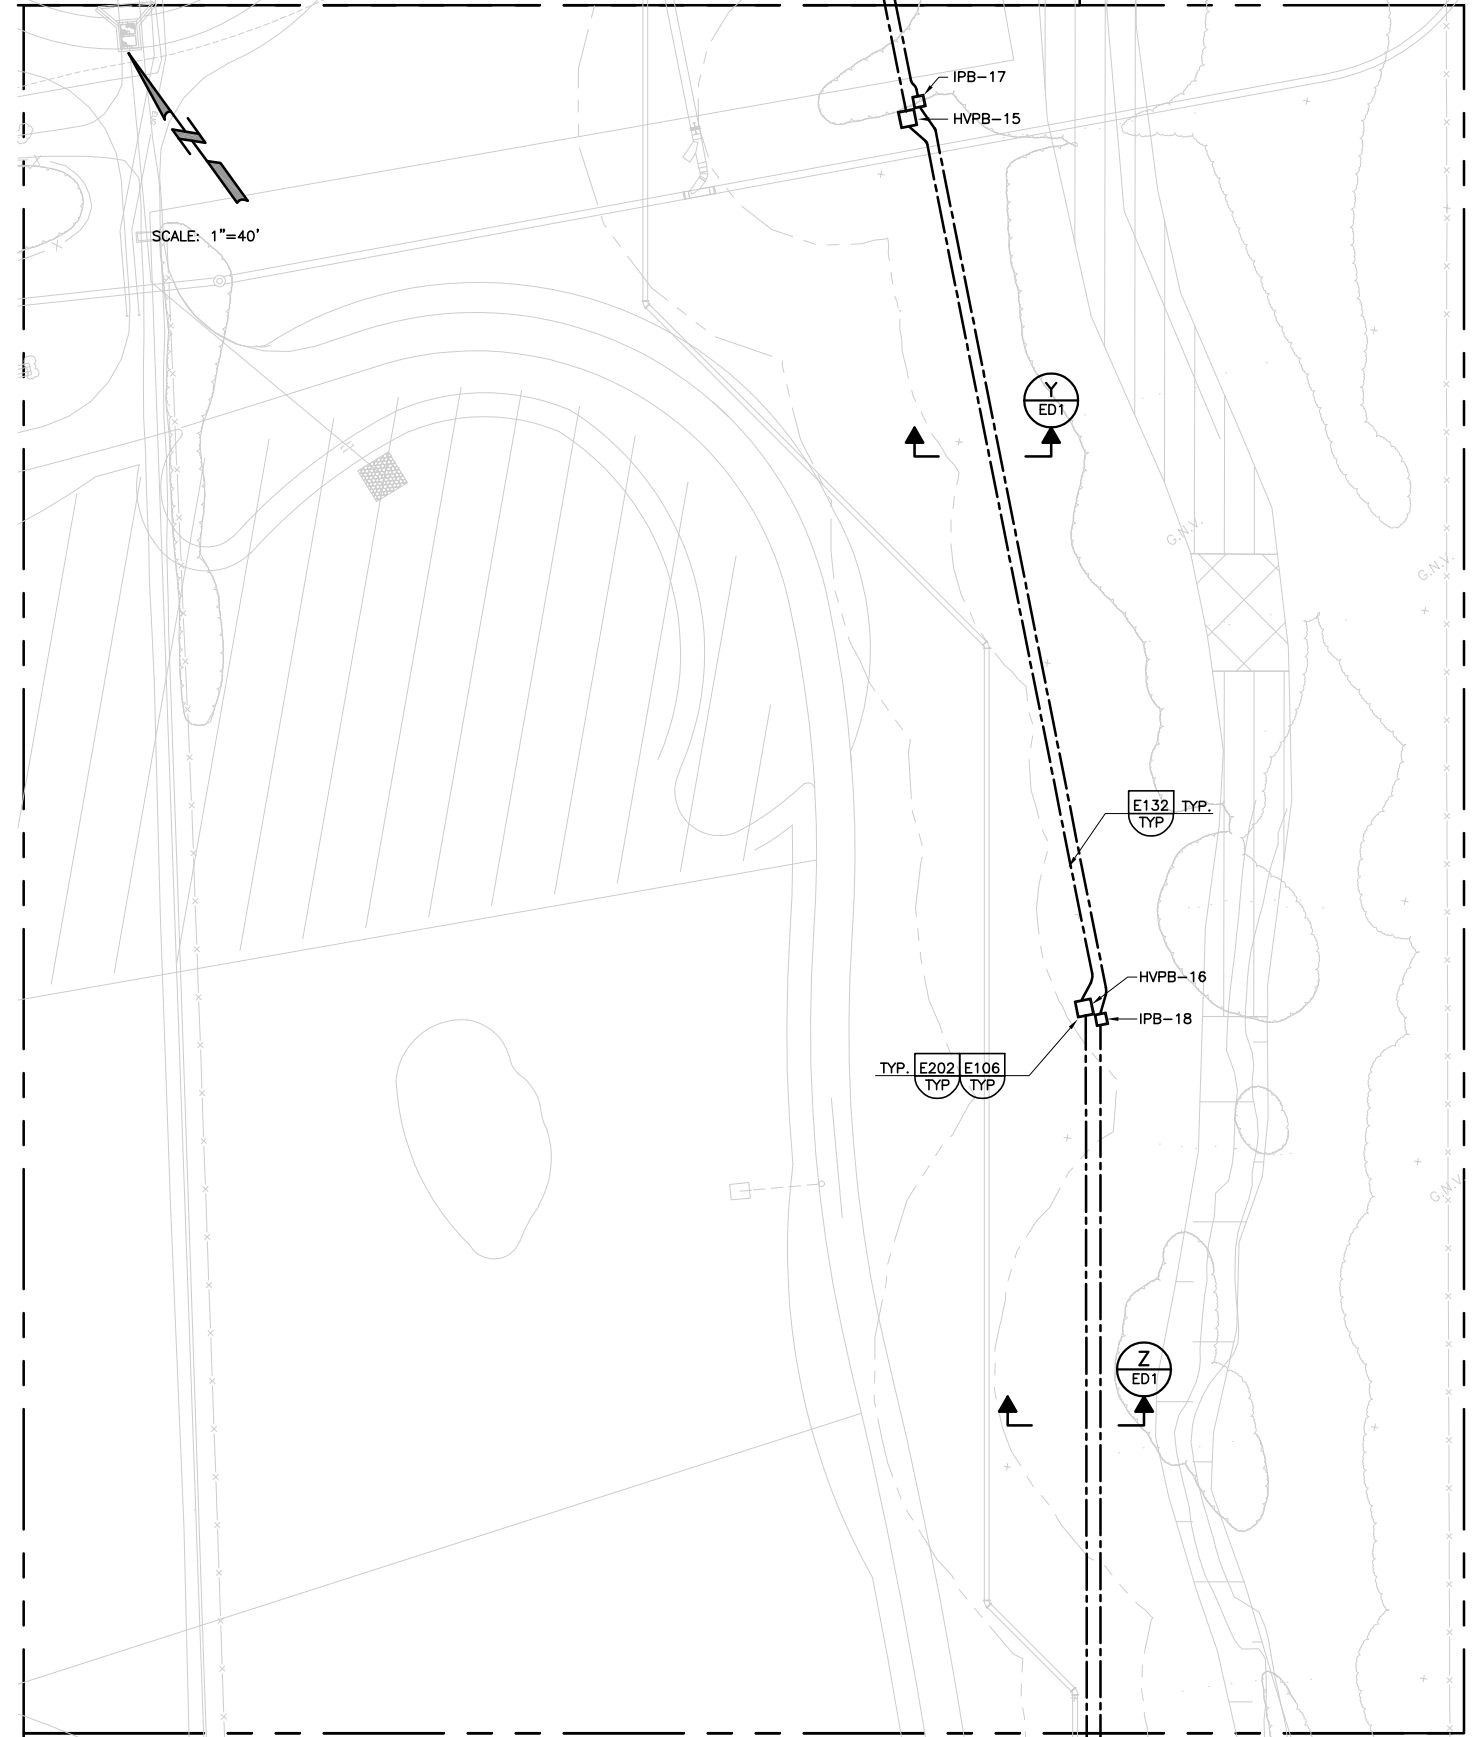 IPB-17
HVPB-15
SCALE: 1"=40'
Y
ED1
G.N.V.
G.N.V.
E132 TYP.
TYP
HVPB-16
IPB-18
TYP. E202 E106
TYP TYP
G.N.V.
Z
ED1